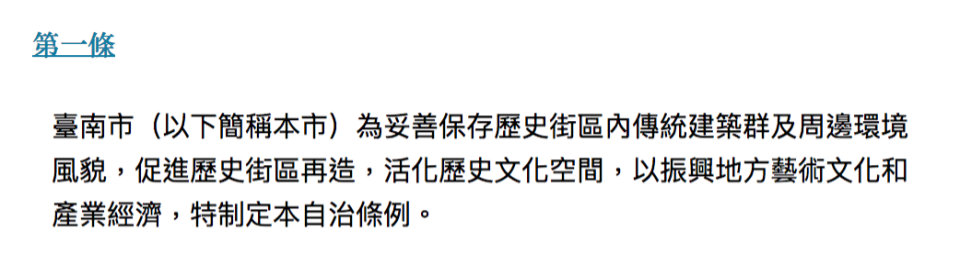 第一條
臺南市（以下簡稱本市）為妥善保存歷史街區內傳統建築群及周邊環境
風貌，促進歷史街區再造，活化歷史文化空間，以振興地方藝術文化和
產業經濟，特制定本自治條例。